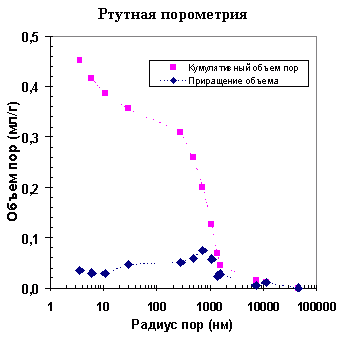 Ртутная порометрия
Объем пор (мл/г)
0,5
0,4
0,3
0,2
0,1
0,0
Кумулятивный объем пор
Приращение объема
1 10 100 1000 10000 100000
Радиус пор (нм)